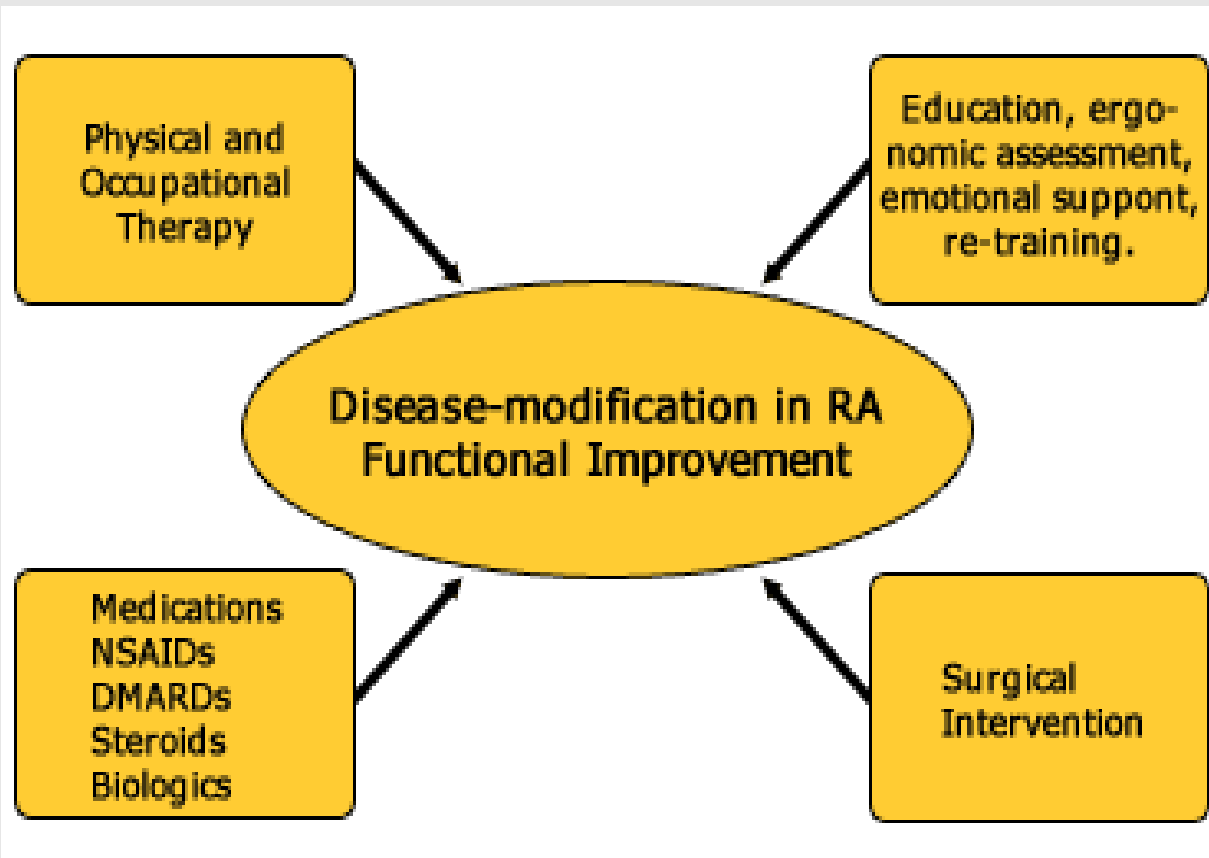 Physical and
Occupational
Therapy
Education, ergo-
nomic assessment,
emotional support,
re-training.
Disease-modification in RA
Functional Improvement
Medications
NSAIDs
DMARDs
Steroids
Biologics
Surgical
Intervention